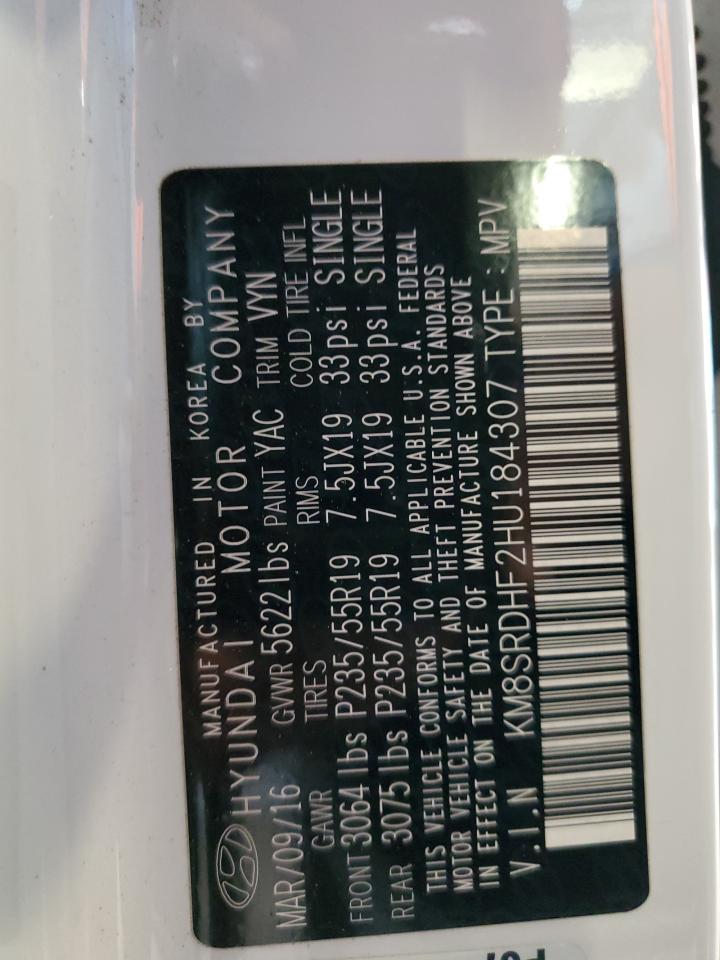 MANUFACTURED IN KOREA BY
HYUNDAI MOTOR COMPANY
MAR/09/16 GVWR 5622 lbs PAINT YAC TRIM VYN
GAWR TIRES RIMS COLD TIRE INFL
FRONT 3064 lbs P235/55R19 7.5JX19 33psi SINGLE
REAR 3075 lbs P235/55R19 7.5JX19 33psi SINGLE
THIS VEHICLE CONFORMS TO ALL APPLICABLE U.S.A. FEDERAL
MOTOR VEHICLE SAFETY AND THEFT PREVENTION STANDARDS
IN EFFECT ON THE DATE OF MANUFACTURE SHOWN ABOVE
V.I.N KM8SRDHF2HU184307 TYPE : MPV